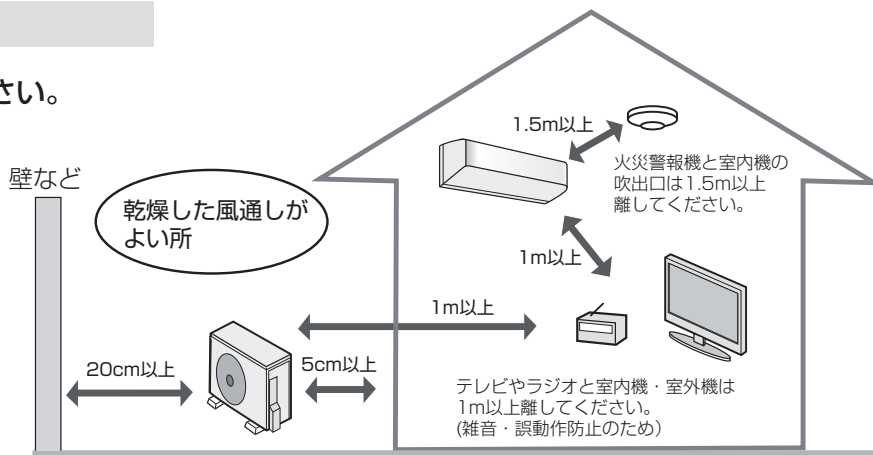 さい。
壁など
乾燥した風通しが
よい所
1.5m以上
火災警報機と室内機の
吹出口は1.5m以上
離してください。
1m以上
1m以上
20cm以上
5cm以上
テレビやラジオと室内機・室外機は
1m以上離してください。
(雑音・誤動作防止のため)